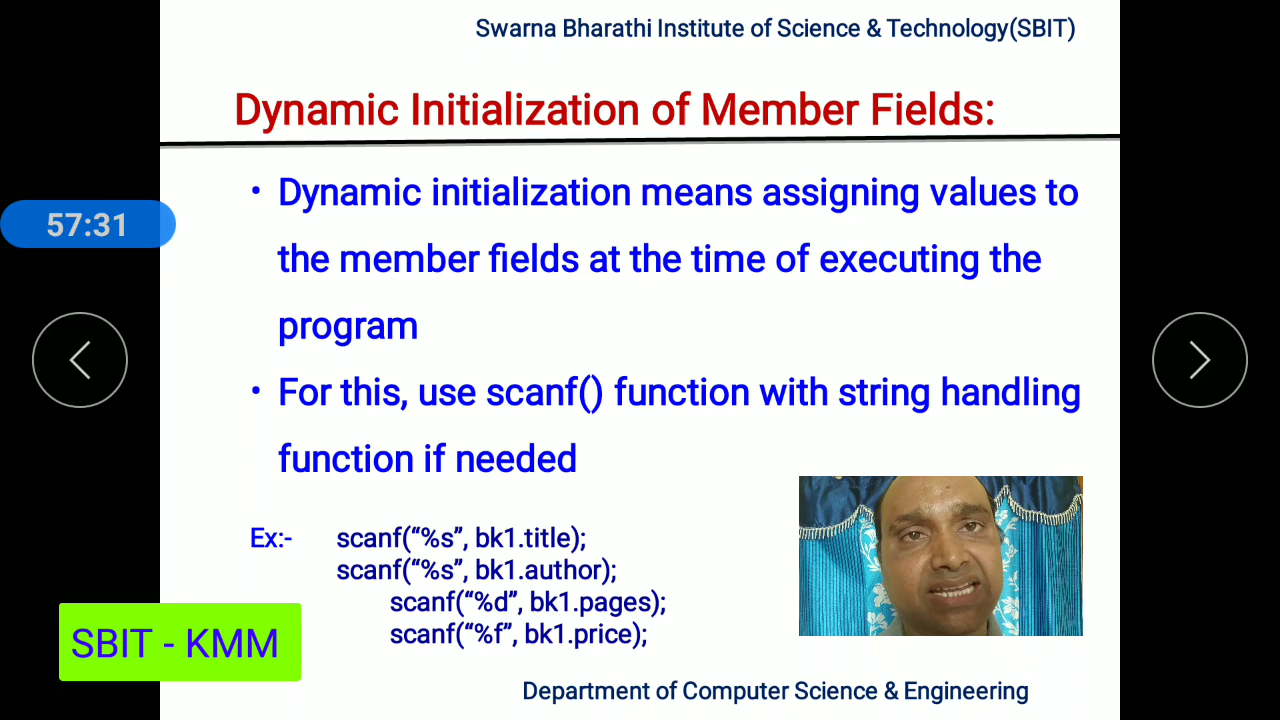 Swarna Bharathi Institute of Science & Technology(SBIT)
Dynamic Initialization of Member Fields:
• Dynamic initialization means assigning values to
the member fields at the time of executing the
program
• For this, use scanf() function with string handling
function if needed
Ex:- scanf(“%s”, bk1.title);
scanf(“%s”, bk1.author);
scanf(“%d”, bk1.pages);
scanf(“%f”, bk1.price);
57:31
SBIT - KMM
Department of Computer Science & Engineering